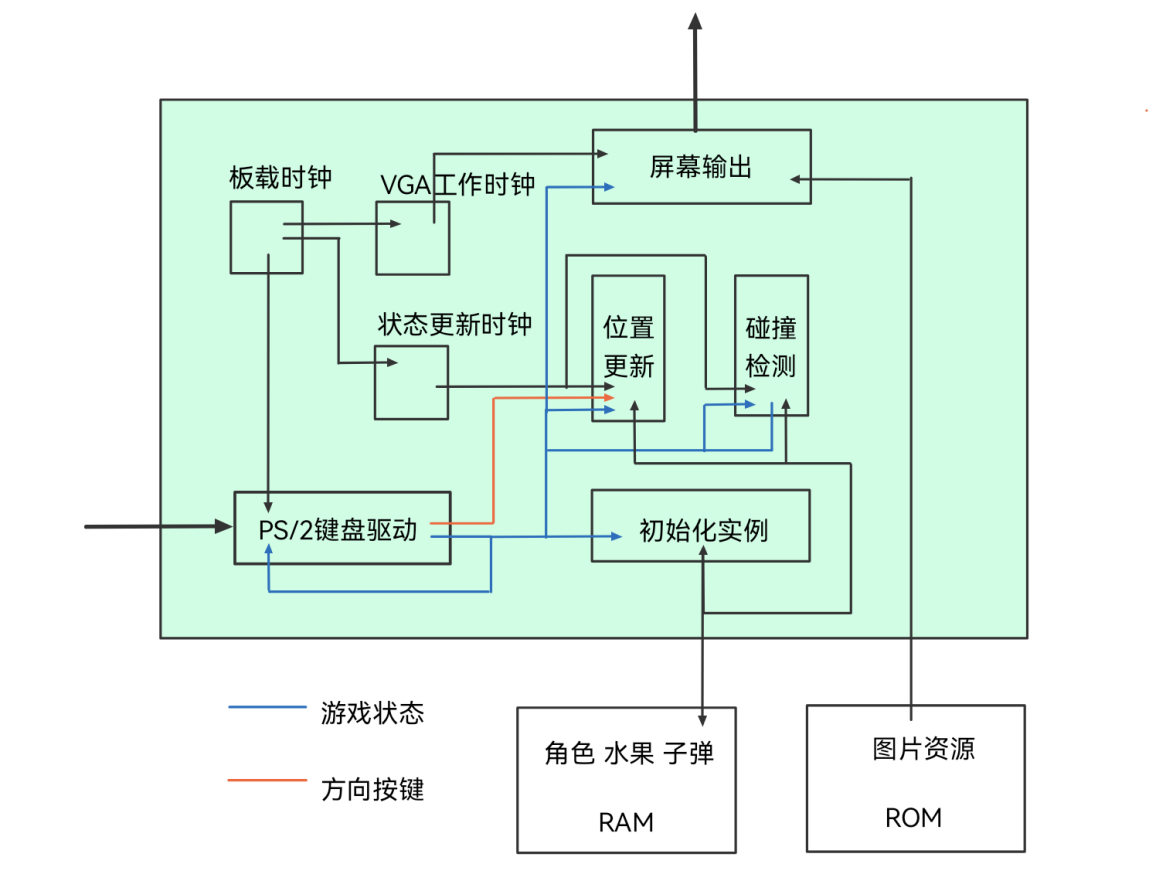 屏幕输出
板载时钟
VGA工作时钟
状态更新时钟
位置
更新
碰撞
检测
PS/2键盘驱动
初始化实例
游戏状态
方向按键
角色 水果 子弹
RAM
图片资源
ROM